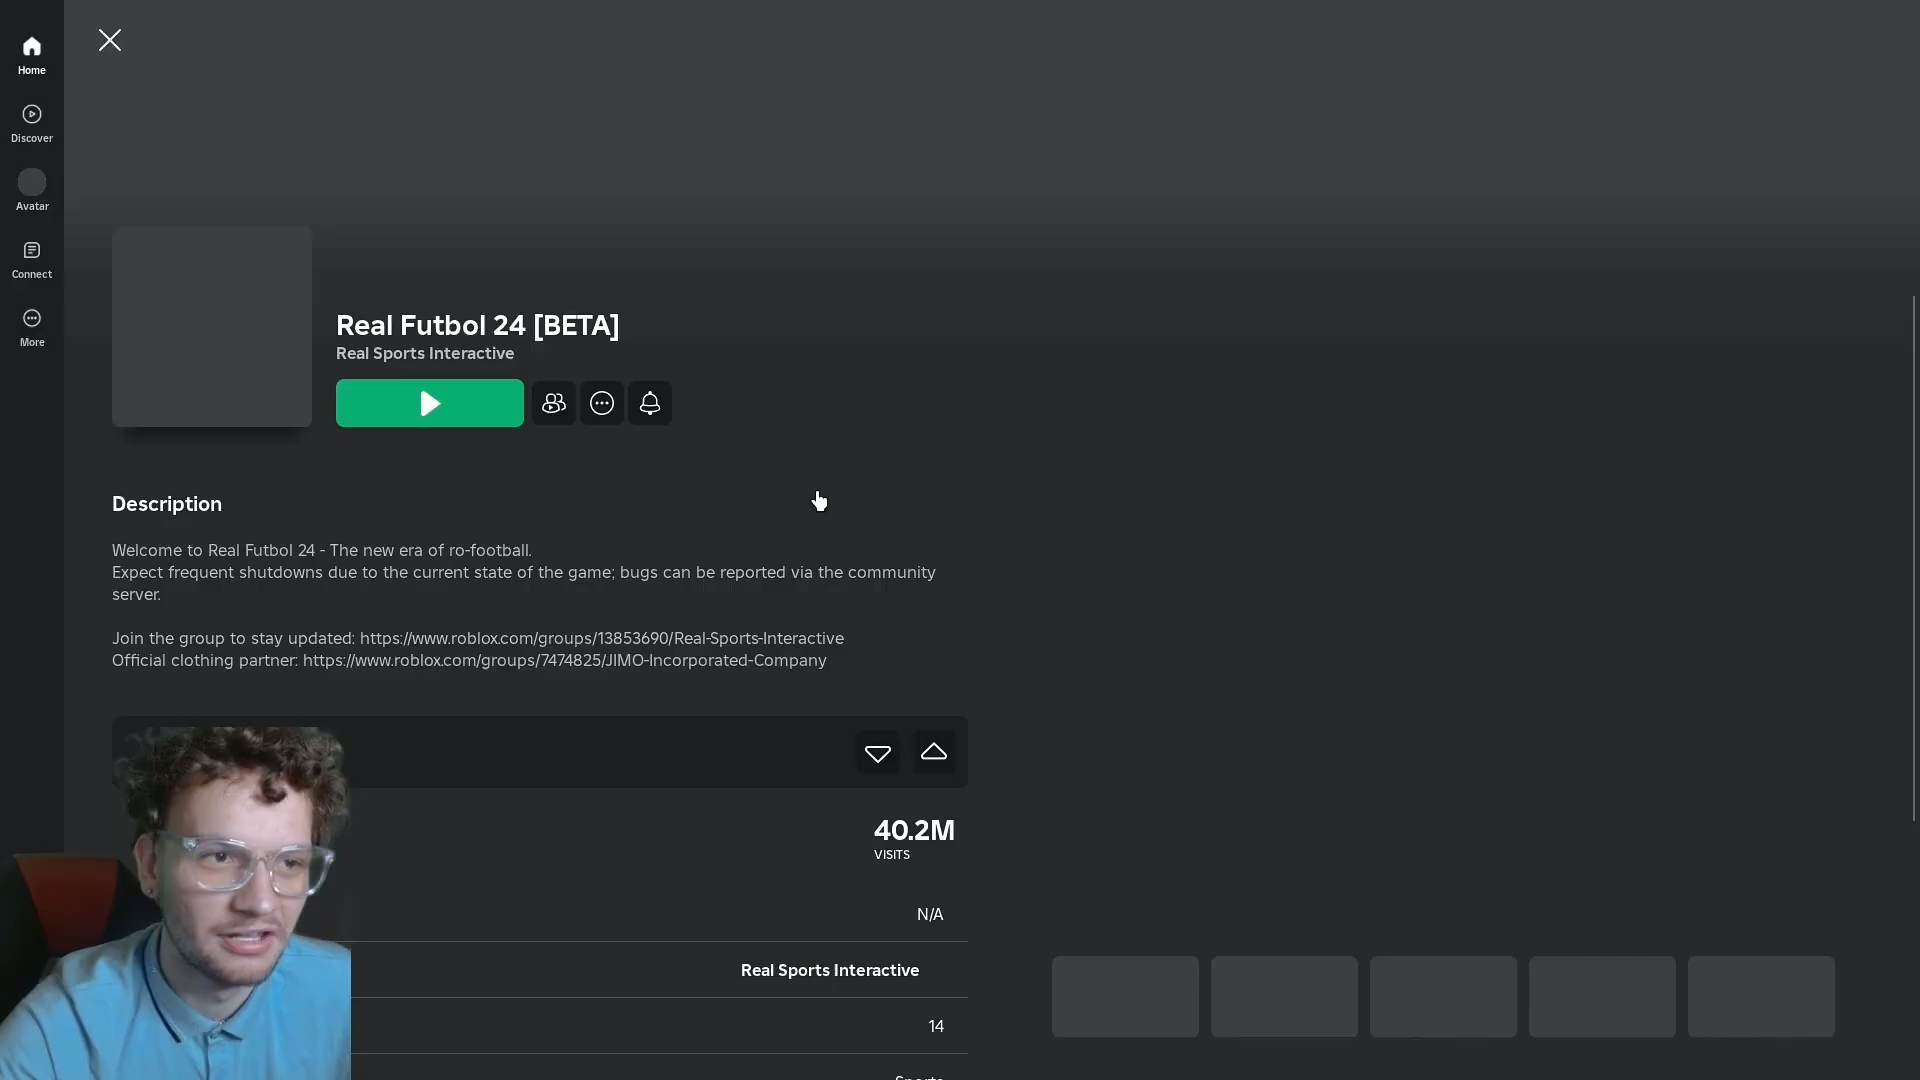 Home
Discover
Avatar
Connect
More
Real Futbol 24 [BETA]
Real Sports Interactive
Description
Welcome to Real Futbol 24 - The new era of ro-football.
Expect frequent shutdowns due to the current state of the game; bugs can be reported via the community
server.
Join the group to stay updated: https://www.roblox.com/groups/13853690/Real-Sports-Interactive
Official clothing partner: https://www.roblox.com/groups/7474825/JIMO-Incorporated-Company
40.2M
VISITS
N/A
Real Sports Interactive
14